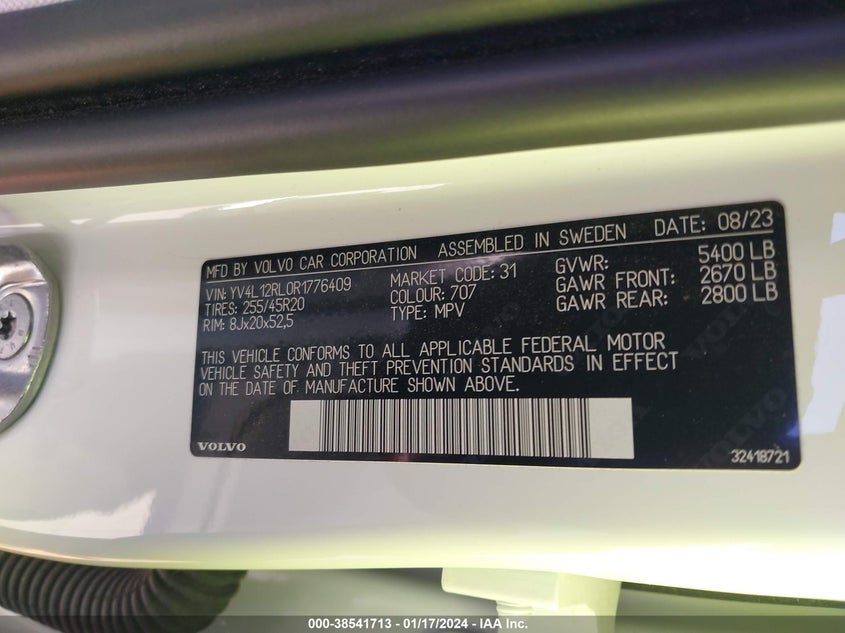 MFD BY VOLVO CAR CORPORATION ASSEMBLED IN SWEDEN DATE: 08/23
VIN: YV4L12RL0R1776409 MARKET CODE: 31 GVWR: 5400 LB
TIRES: 255/45R20 COLOUR: 707 GAWR FRONT: 2670 LB
RIM: 8Jx20x52,5 TYPE: MPV GAWR REAR: 2800 LB
THIS VEHICLE CONFORMS TO ALL APPLICABLE FEDERAL MOTOR
VEHICLE SAFETY AND THEFT PREVENTION STANDARDS IN EFFECT
ON THE DATE OF MANUFACTURE SHOWN ABOVE.
VOLVO 32418721
000-38541713 - 01/17/2024 - IAA Inc.